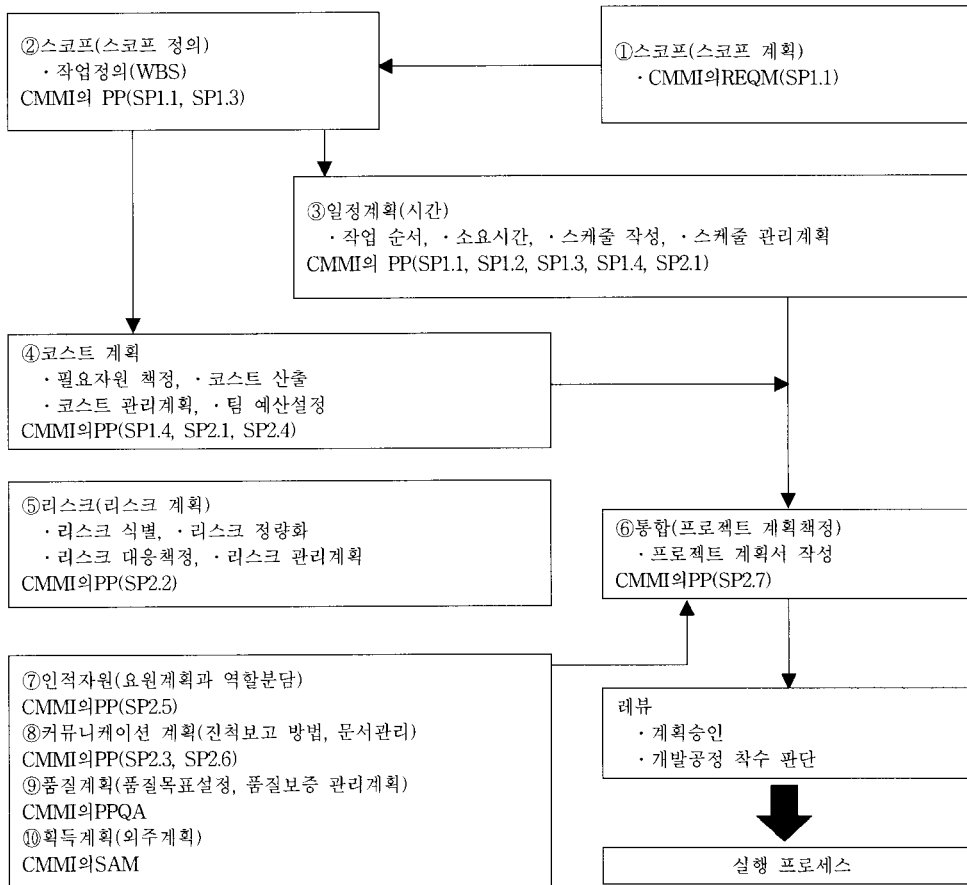 ②스코프(스코프 정의)
· 작업정의(WBS)
CMMI의 PP(SP1.1, SP1.3)
①스코프(스코프 계획)
· CMMI의REQM(SP1.1)
③일정계획(시간)
· 작업 순서, · 소요시간, · 스케줄 작성, · 스케줄 관리계획
CMMI의 PP(SP1.1, SP1.2, SP1.3, SP1.4, SP2.1)
④코스트 계획
· 필요자원 책정, · 코스트 산출
· 코스트 관리계획, · 팀 예산설정
CMMI의PP(SP1.4, SP2.1, SP2.4)
⑤리스크(리스크 계획)
· 리스크 식별, · 리스크 정량화
· 리스크 대응책정, · 리스크 관리계획
CMMI의PP(SP2.2)
⑥통합(프로젝트 계획책정)
· 프로젝트 계획서 작성
CMMI의PP(SP2.7)
⑦인적자원(요원계획과 역할분담)
CMMI의PP(SP2.5)
⑧커뮤니케이션 계획(진척보고 방법, 문서관리)
CMMI의PP(SP2.3, SP2.6)
⑨품질계획(품질목표설정, 품질보증 관리계획)
CMMI의PPQA
⑩획득계획(외주계획)
CMMI의SAM
레뷰
· 계획승인
· 개발공정 착수 판단
실행 프로세스